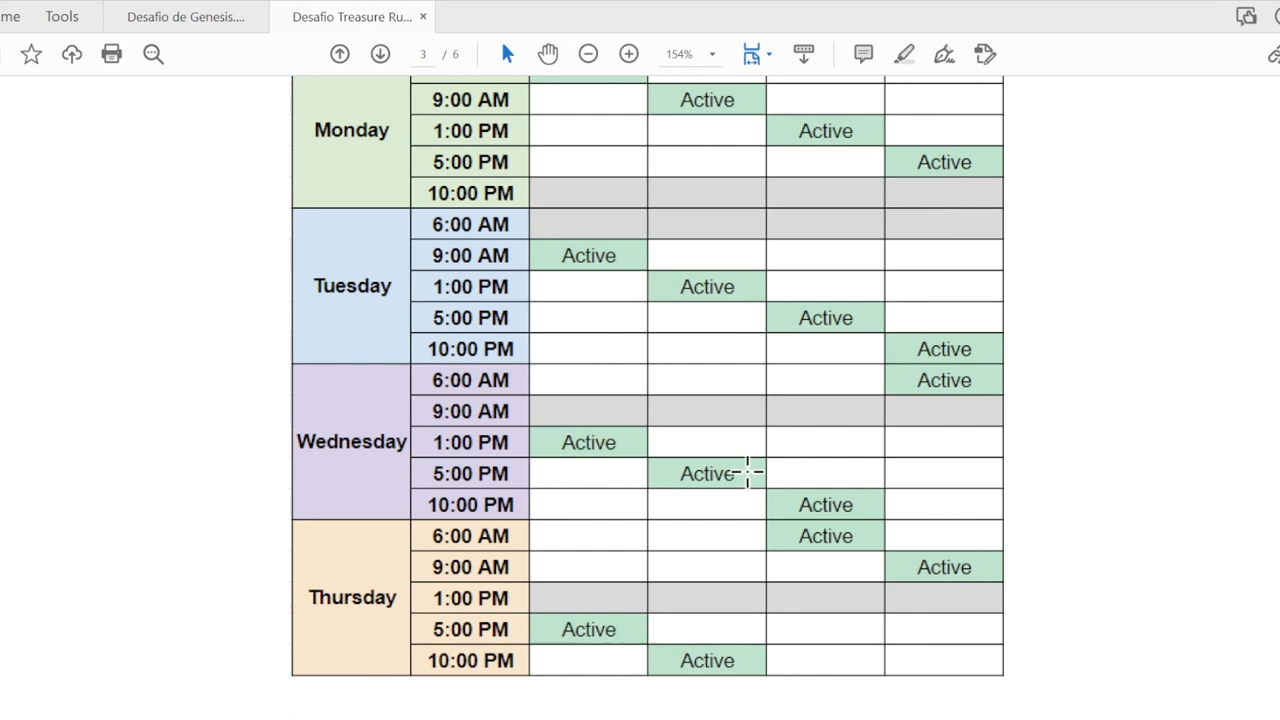 me Tools Desafio de Genesis.... Desafio Treasure Ru... ×
3 / 6 154%
9:00 AM Active
Monday
1:00 PM Active
5:00 PM Active
10:00 PM
6:00 AM
9:00 AM Active
Tuesday
1:00 PM Active
5:00 PM Active
10:00 PM Active
6:00 AM Active
9:00 AM
Wednesday
1:00 PM Active
5:00 PM Active
10:00 PM Active
6:00 AM Active
9:00 AM Active
Thursday
1:00 PM
5:00 PM Active
10:00 PM Active